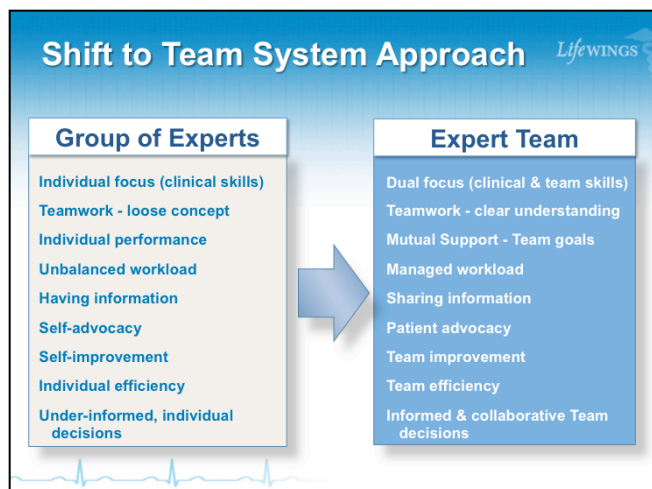 Shift to Team System Approach
LifeWINGS
Group of Experts
Individual focus (clinical skills)
Teamwork - loose concept
Individual performance
Unbalanced workload
Having information
Self-advocacy
Self-improvement
Individual efficiency
Under-informed, individual
decisions
Expert Team
Dual focus (clinical & team skills)
Teamwork - clear understanding
Mutual Support - Team goals
Managed workload
Sharing information
Patient advocacy
Team improvement
Team efficiency
Informed & collaborative Team
decisions